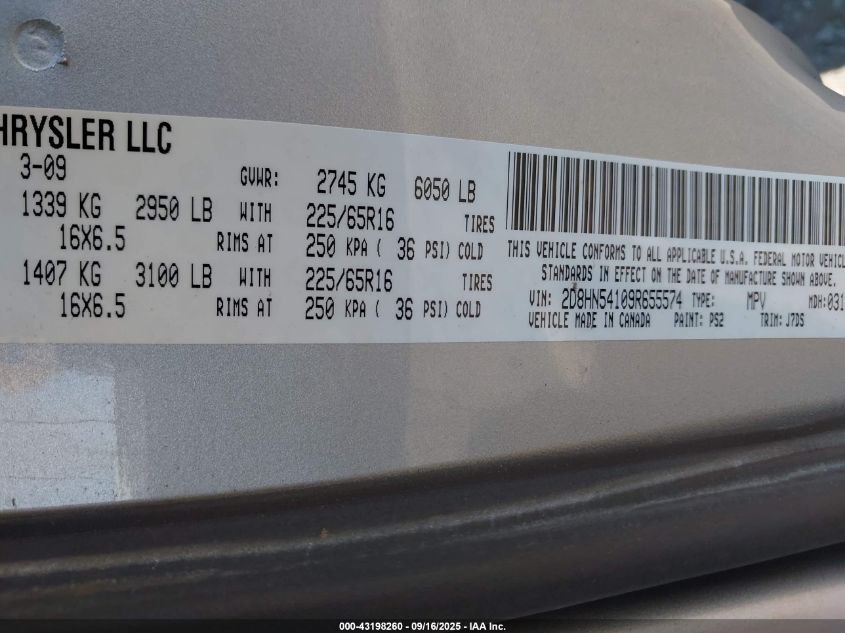 HRYSLER LLC
3-09 GVWR: 2745 KG 6050 LB
1339 KG 2950 LB WITH 225/65R16 TIRES
16X6.5 RIMS AT 250 KPA ( 36 PSI) COLD
1407 KG 3100 LB WITH 225/65R16 TIRES
16X6.5 RIMS AT 250 KPA ( 36 PSI) COLD
THIS VEHICLE CONFORMS TO ALL APPLICABLE U.S.A. FEDERAL MOTOR VEHICL
STANDARDS IN EFFECT ON THE DATE OF MANUFACTURE SHOWN ABOVE.
VIN: 2D8HN54109R655574 TYPE: MPV MDH: 031
VEHICLE MADE IN CANADA PAINT: PS2 TRIM: J7DS
000-43198260 - 09/16/2025 - IAA Inc.